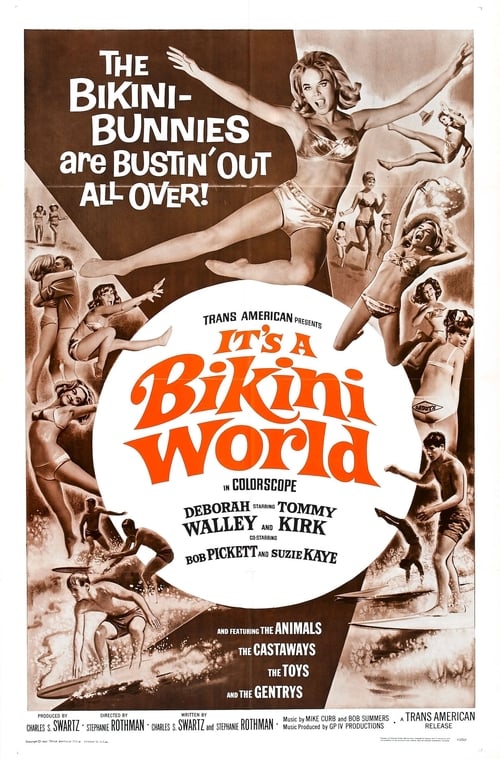 THE
BIKINI-
BUNNIES
are BUSTIN' OUT
ALL OVER!
TRANS AMERICAN PRESENTS
IT'S A
Bikini
World
IN COLORSCOPE
DEBORAH STARRING TOMMY
WALLEY AND KIRK
CO-STARRING
BOB PICKETT AND SUZIE KAYE
AND FEATURING THE ANIMALS
THE CASTAWAYS
THE TOYS
AND THE GENTRYS
PRODUCED BY
CHARLES S. SWARTZ
DIRECTED BY
STEPHANIE ROTHMAN
WRITTEN BY
CHARLES S. SWARTZ and STEPHANIE ROTHMAN
Music by MIKE CURB and BOB SUMMERS
Music Produced by GP IV PRODUCTIONS
A TRANS AMERICAN
RELEASE